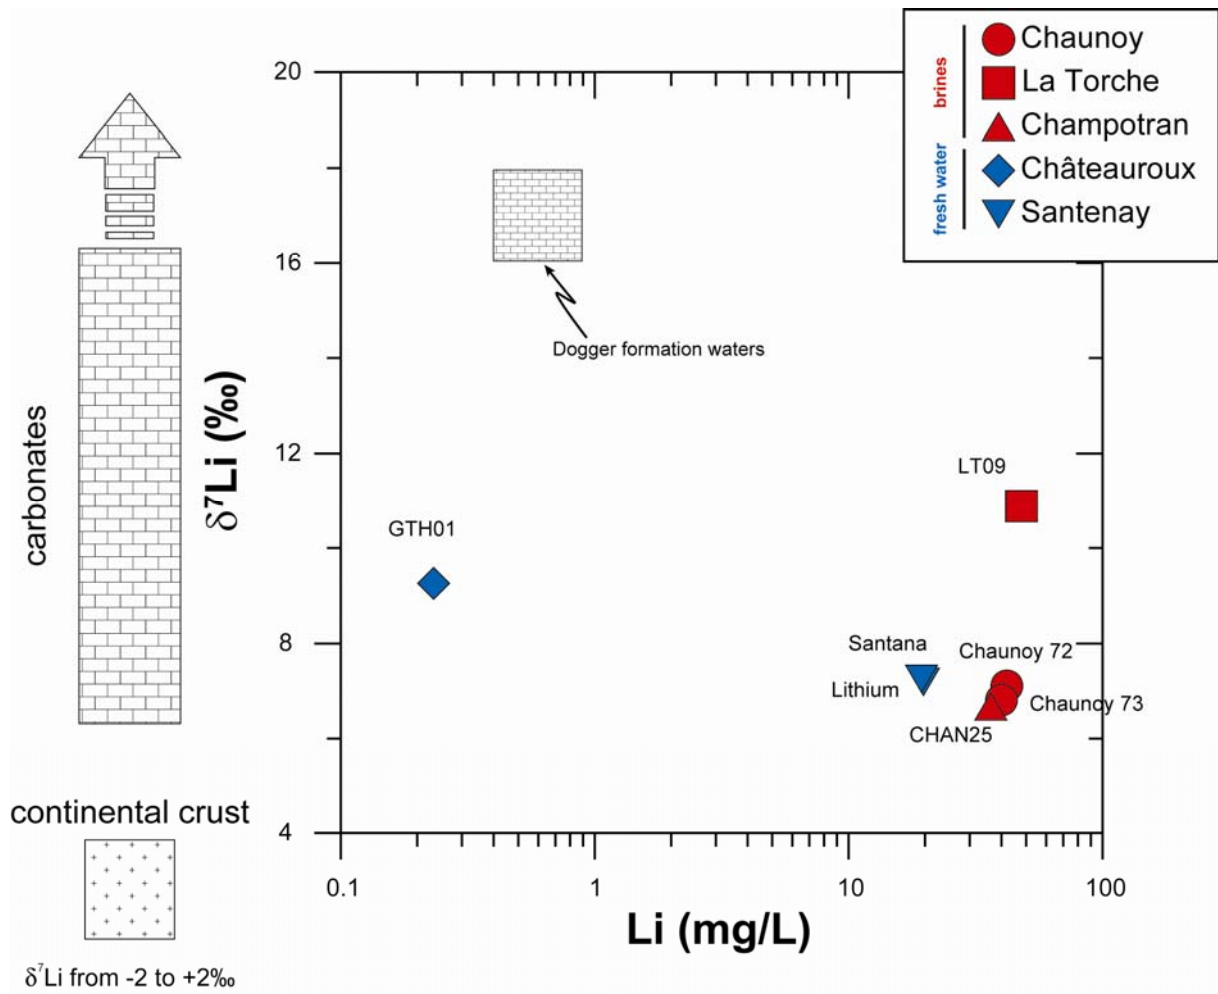 brines
Chaunoy
La Torche
Champotran
fresh water
Châteauroux
Santenay
20
16
12
8
4
δ⁷Li (‰)
carbonates
Dogger formation waters
LT09
GTH01
Santana
Chaunoy 72
Lithium
Chaunoy 73
CHAN25
continental crust
δ⁷Li from -2 to +2‰
0.1
1
10
100
Li (mg/L)